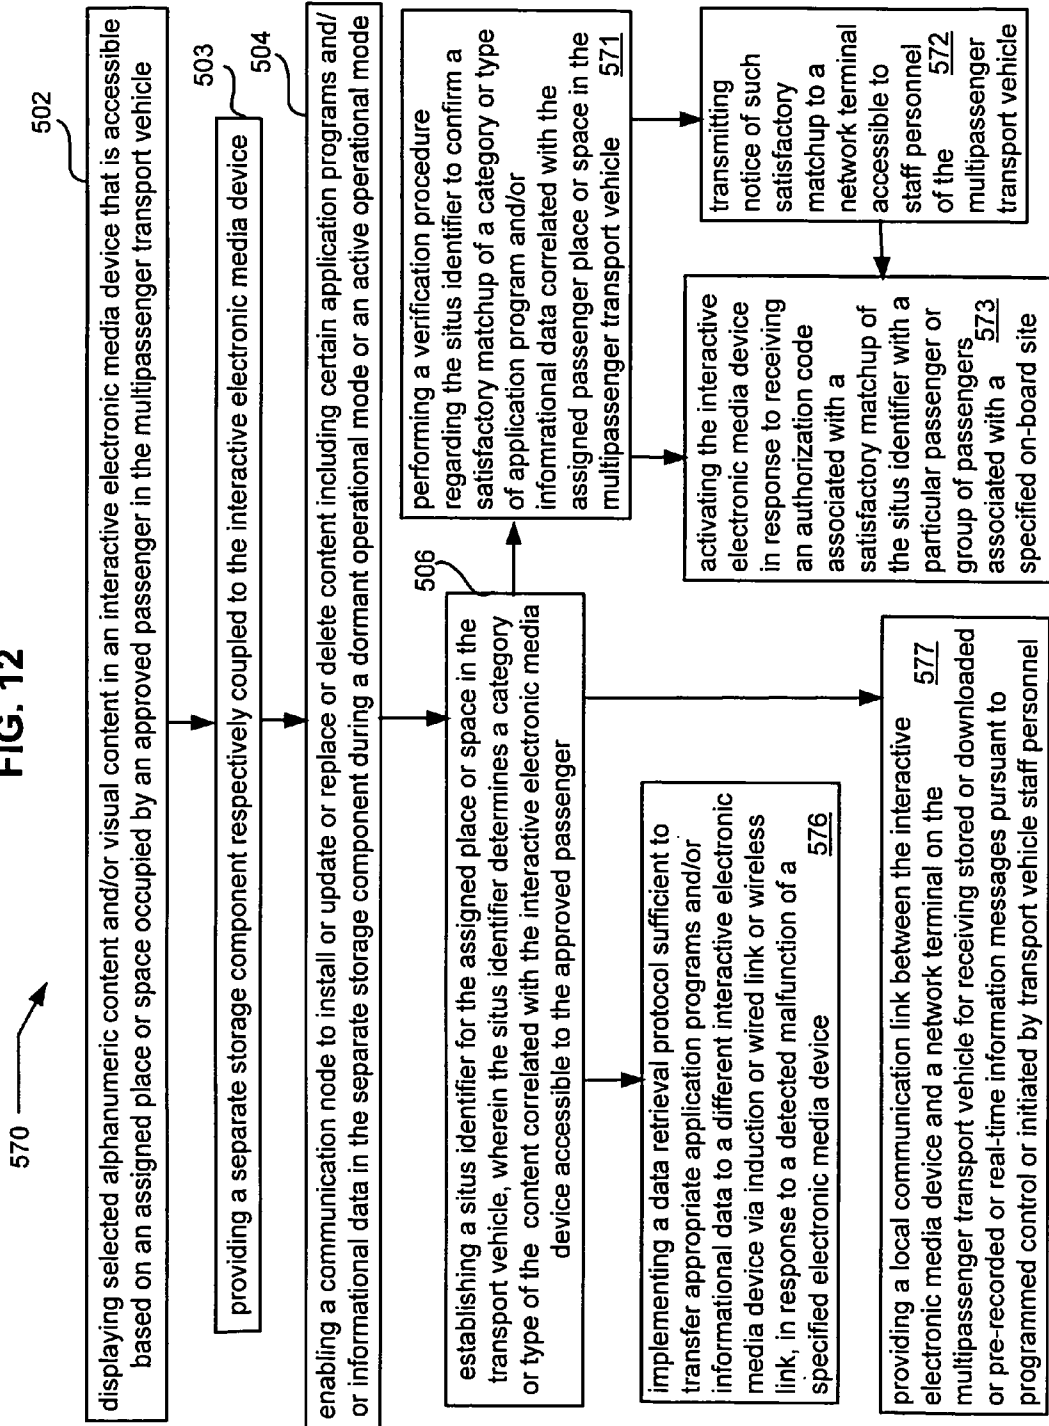 FIG. 12
570
502
displaying selected alphanumeric content and/or visual content in an interactive electronic media device that is accessible
based on an assigned place or space occupied by an approved passenger in the multipassenger transport vehicle
503
providing a separate storage component respectively coupled to the interactive electronic media device
504
enabling a communication node to install or update or replace or delete content including certain application programs and/
or informational data in the separate storage component during a dormant operational mode or an active operational mode
506
establishing a situs identifier for the assigned place or space in the
transport vehicle, wherein the situs identifier determines a category
or type of the content correlated with the interactive electronic media
device accessible to the approved passenger
performing a verification procedure
regarding the situs identifier to confirm a
satisfactory matchup of a category or type
of application program and/or
infomrational data correlated with the
assigned passenger place or space in the
multipassenger transport vehicle
571
transmitting
notice of such
satisfactory
matchup to a
network terminal
accessible to
staff personnel
of the 572
multipassenger
transport vehicle
activating the interactive
electronic media device
in response to receiving
an authorization code
associated with a
satisfactory matchup of
the situs identifier with a
particular passenger or
group of passengers
associated with a 573
specified on-board site
implementing a data retrieval protocol sufficient to
transfer appropriate application programs and/or
informational data to a different interactive electronic
media device via induction or wired link or wireless
link, in response to a detected malfunction of a
specified electronic media device 576
providing a local communication link between the interactive
electronic media device and a network terminal on the 577
multipassenger transport vehicle for receiving stored or downloaded
or pre-recorded or real-time information messages pursuant to
programmed control or initiated by transport vehicle staff personnel